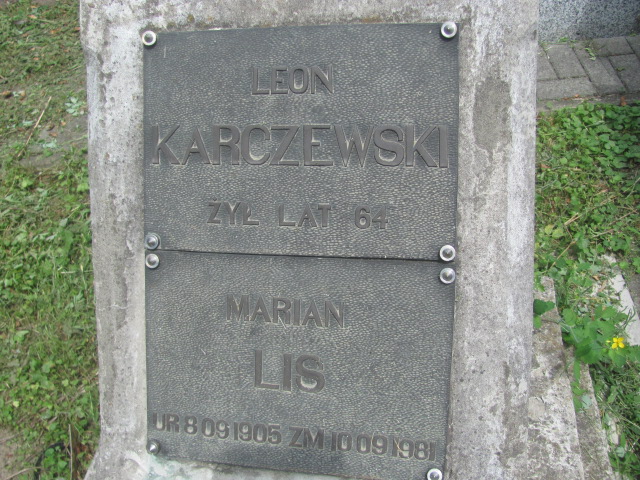 LEON
KARCZEWSKI
ŻYŁ LAT 64
MARIAN
LIS
UR 8 09 1905 ZM 10 09 1981